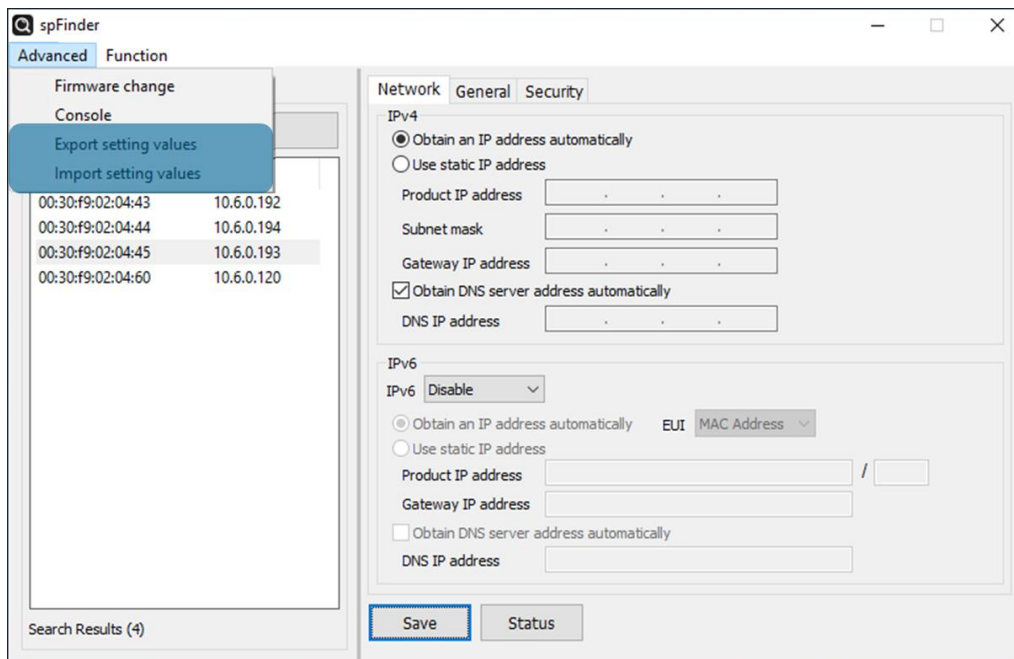 spFinder
Advanced Function
Firmware change
Console
Export setting values
Import setting values
00:30:f9:02:04:43 10.6.0.192
00:30:f9:02:04:44 10.6.0.194
00:30:f9:02:04:45 10.6.0.193
00:30:f9:02:04:60 10.6.0.120
Search Results (4)
Network General Security
IPv4
Obtain an IP address automatically
Use static IP address
Product IP address . . .
Subnet mask . . .
Gateway IP address . . .
Obtain DNS server address automatically
DNS IP address . . .
IPv6
IPv6 Disable
Obtain an IP address automatically EUI MAC Address
Use static IP address
Product IP address /
Gateway IP address
Obtain DNS server address automatically
DNS IP address
Save Status